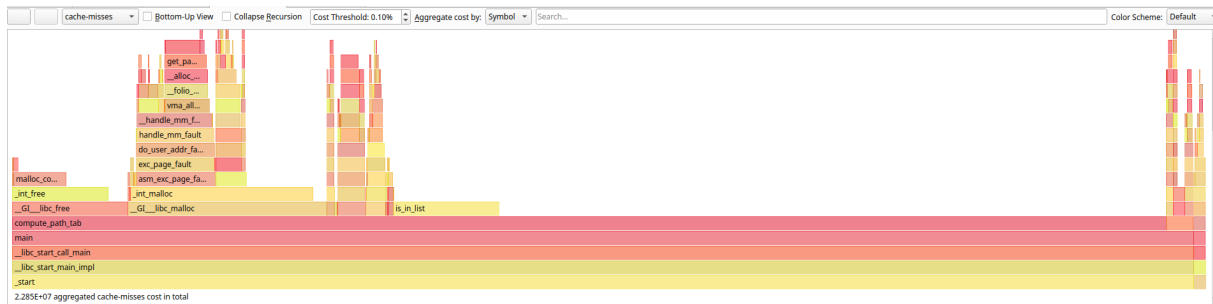 cache-misses Bottom-Up View Collapse Recursion Cost Threshold: 0.10% Aggregate cost by: Symbol Search... Color Scheme: Default
get_pa...
__alloc_...
__folio_...
vma_all...
__handle_mm_f...
handle_mm_fault
do_user_addr_fa...
exc_page_fault
malloc_co... asm_exc_page_fa...
_int_free _int_malloc
__GI___libc_free __GI___libc_malloc is_in_list
compute_path_tab
main
__libc_start_call_main
__libc_start_main_impl
_start
2.285E+07 aggregated cache-misses cost in total